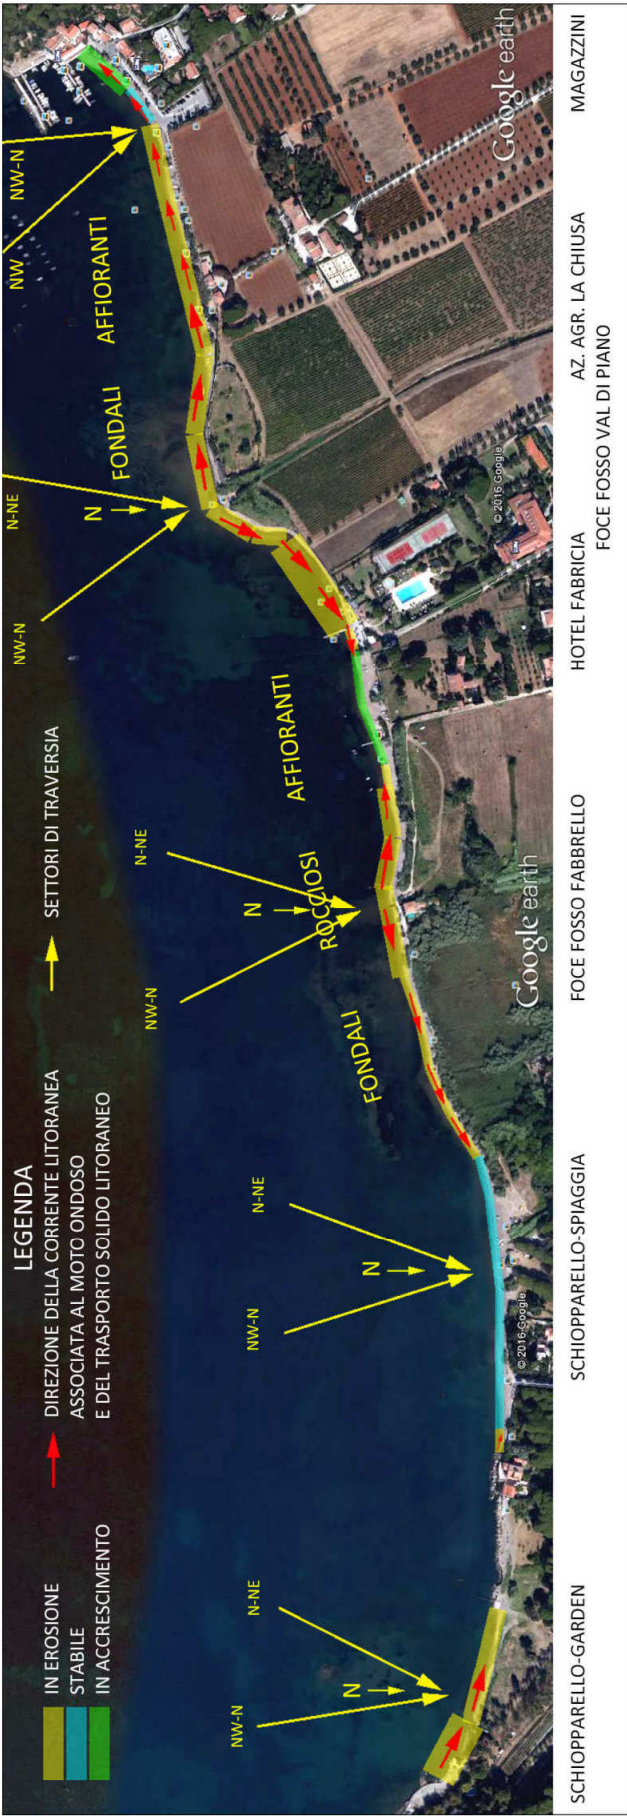 LEGENDA
IN EROSIONE
STABILE
IN ACCRESCIMENTO
DIREZIONE DELLA CORRENTE LITORANEA
ASSOCIATA AL MOTO ONDOSO
E DEL TRASPORTO SOLIDO LITORANEO
SETTORI DI TRAVERSIA
NW-N
N
N-NE
NW-N
N
N-NE
NW-N
N
N-NE
NW-N
N
N-NE
NW
NW-N
FONDALI
ROCCIOSI
AFFIORANTI
FONDALI
AFFIORANTI
© 2016 Google
Google earth
© 2016 Google
Google earth
SCHIOPPARELLO-GARDEN
SCHIOPPARELLO-SPIAGGIA
FOCE FOSSO FABBRELLO
HOTEL FABRICIA
FOCE FOSSO VAL DI PIANO
AZ. AGR. LA CHIUSA
MAGAZZINI